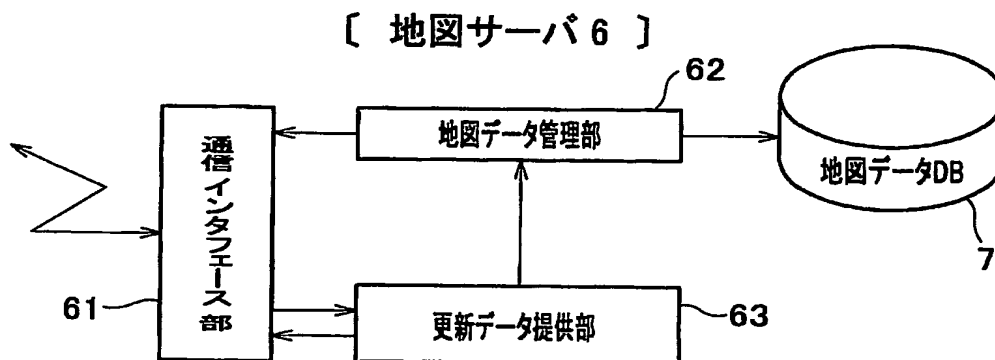 〔 地図サーバ 6 〕
62
地図データ管理部
通信インタフェース部
地図データDB
7
61
更新データ提供部
63